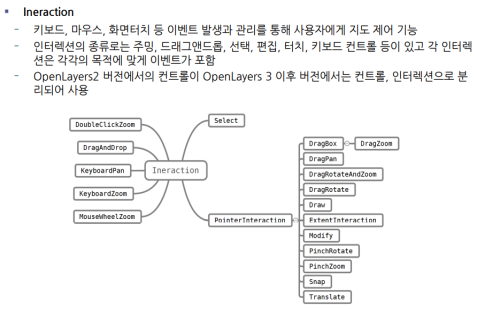 ▪ Ineraction
– 키보드, 마우스, 화면터치 등 이벤트 발생과 관리를 통해 사용자에게 지도 제어 기능
– 인터렉션의 종류로는 주밍, 드래그앤드롭, 선택, 편집, 터치, 키보드 컨트롤 등이 있고 각 인터렉
션은 각각의 목적에 맞게 이벤트가 포함
– OpenLayers2 버전에서의 컨트롤이 OpenLayers 3 이후 버전에서는 컨트롤, 인터렉션으로 분
리되어 사용
DoubleClickZoom
DragAndDrop
KeyboardPan
KeyboardZoom
MouseWheelZoom
Ineraction
Select
PointerInteraction
DragBox
DragZoom
DragPan
DragRotateAndZoom
DragRotate
Draw
ExtentInteraction
Modify
PinchRotate
PinchZoom
Snap
Translate